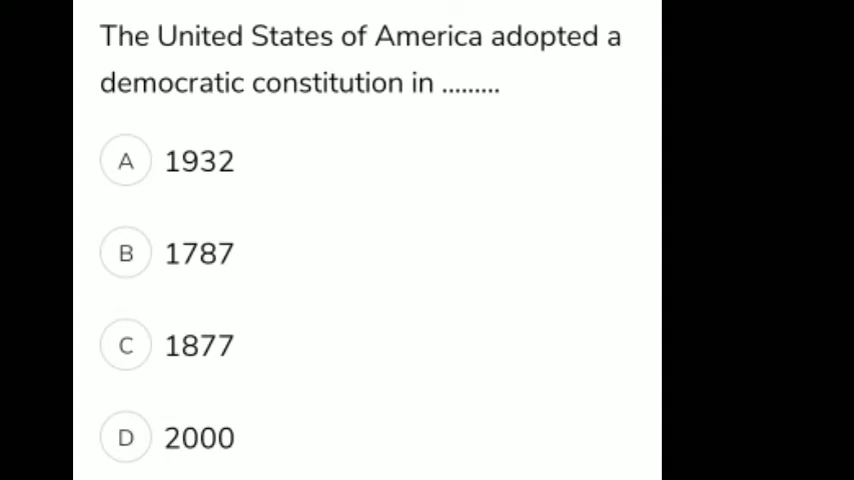 The United States of America adopted a
democratic constitution in .........
A 1932
B 1787
C 1877
D 2000